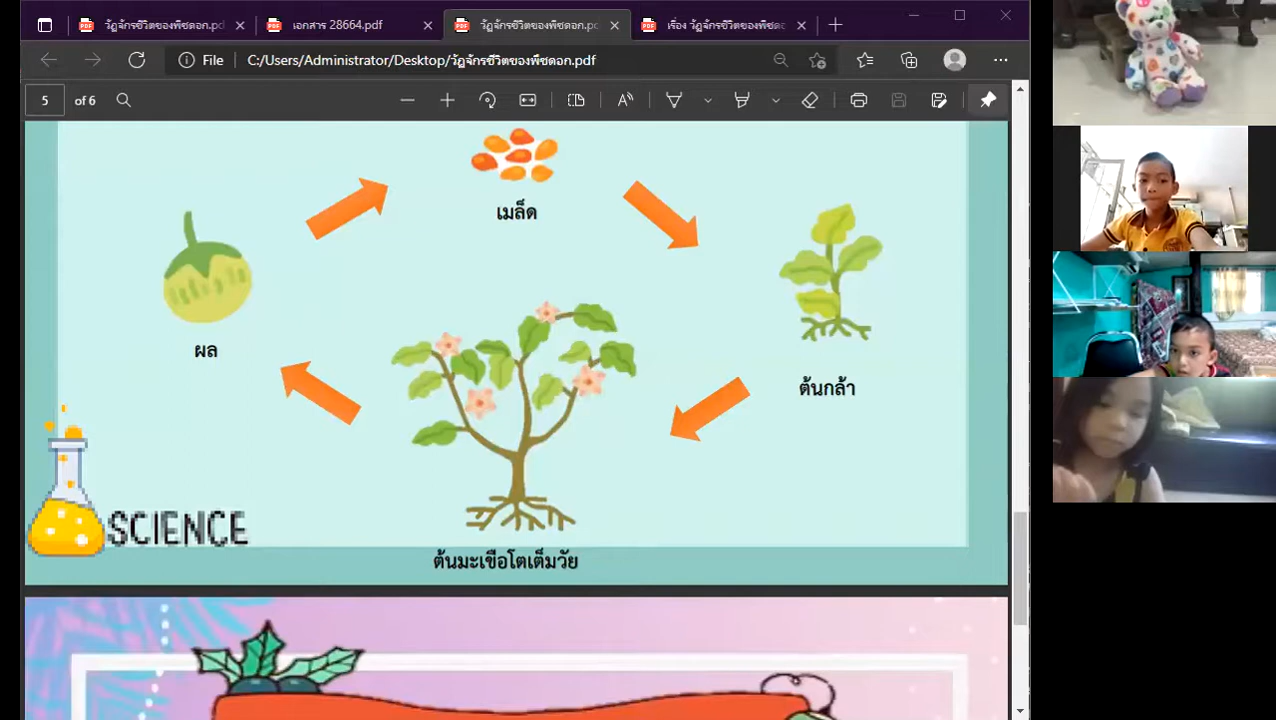 วัฏจักรชีวิตของพืชดอก.pd
เอกสาร 28664.pdf
วัฏจักรชีวิตของพืชดอก.pd
เรื่อง วัฏจักรชีวิตของพืชดอ
File
C:/Users/Administrator/Desktop/วัฏจักรชีวิตของพืชดอก.pdf
5 of 6
เมล็ด
ผล
ต้นกล้า
SCIENCE
ต้นมะเขือโตเต็มวัย